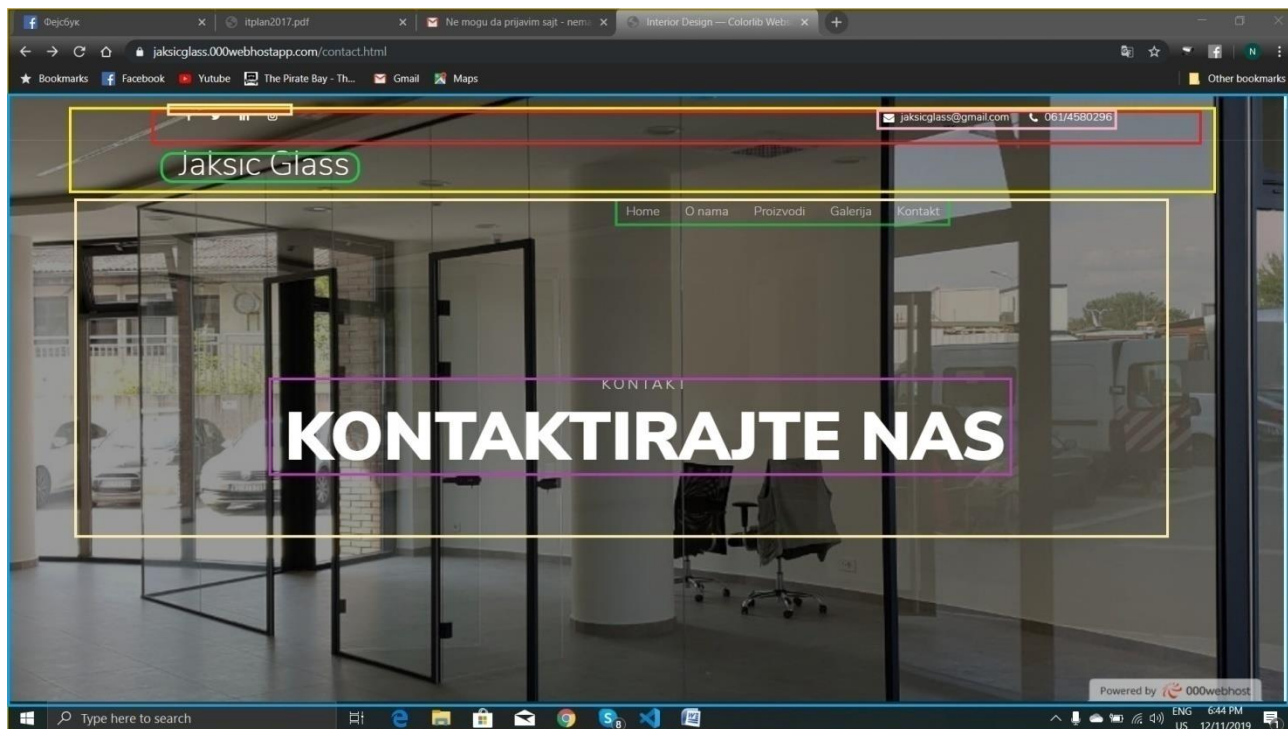 Фејсбук
itplan2017.pdf
Ne mogu da prijavim sajt - nema
Interior Design — Colorlib Webs
jaksicglass.000webhostapp.com/contact.html
N
Bookmarks Facebook Yutube The Pirate Bay - Th... Gmail Maps Other bookmarks
jaksicglass@gmail.com 061/4580296
Jaksic Glass
Home O nama Proizvodi Galerija Kontakt
KONTAKT
KONTAKTIRAJTE NAS
Powered by 000webhost
Type here to search
8
ENG 6:44 PM
US 12/11/2019
1